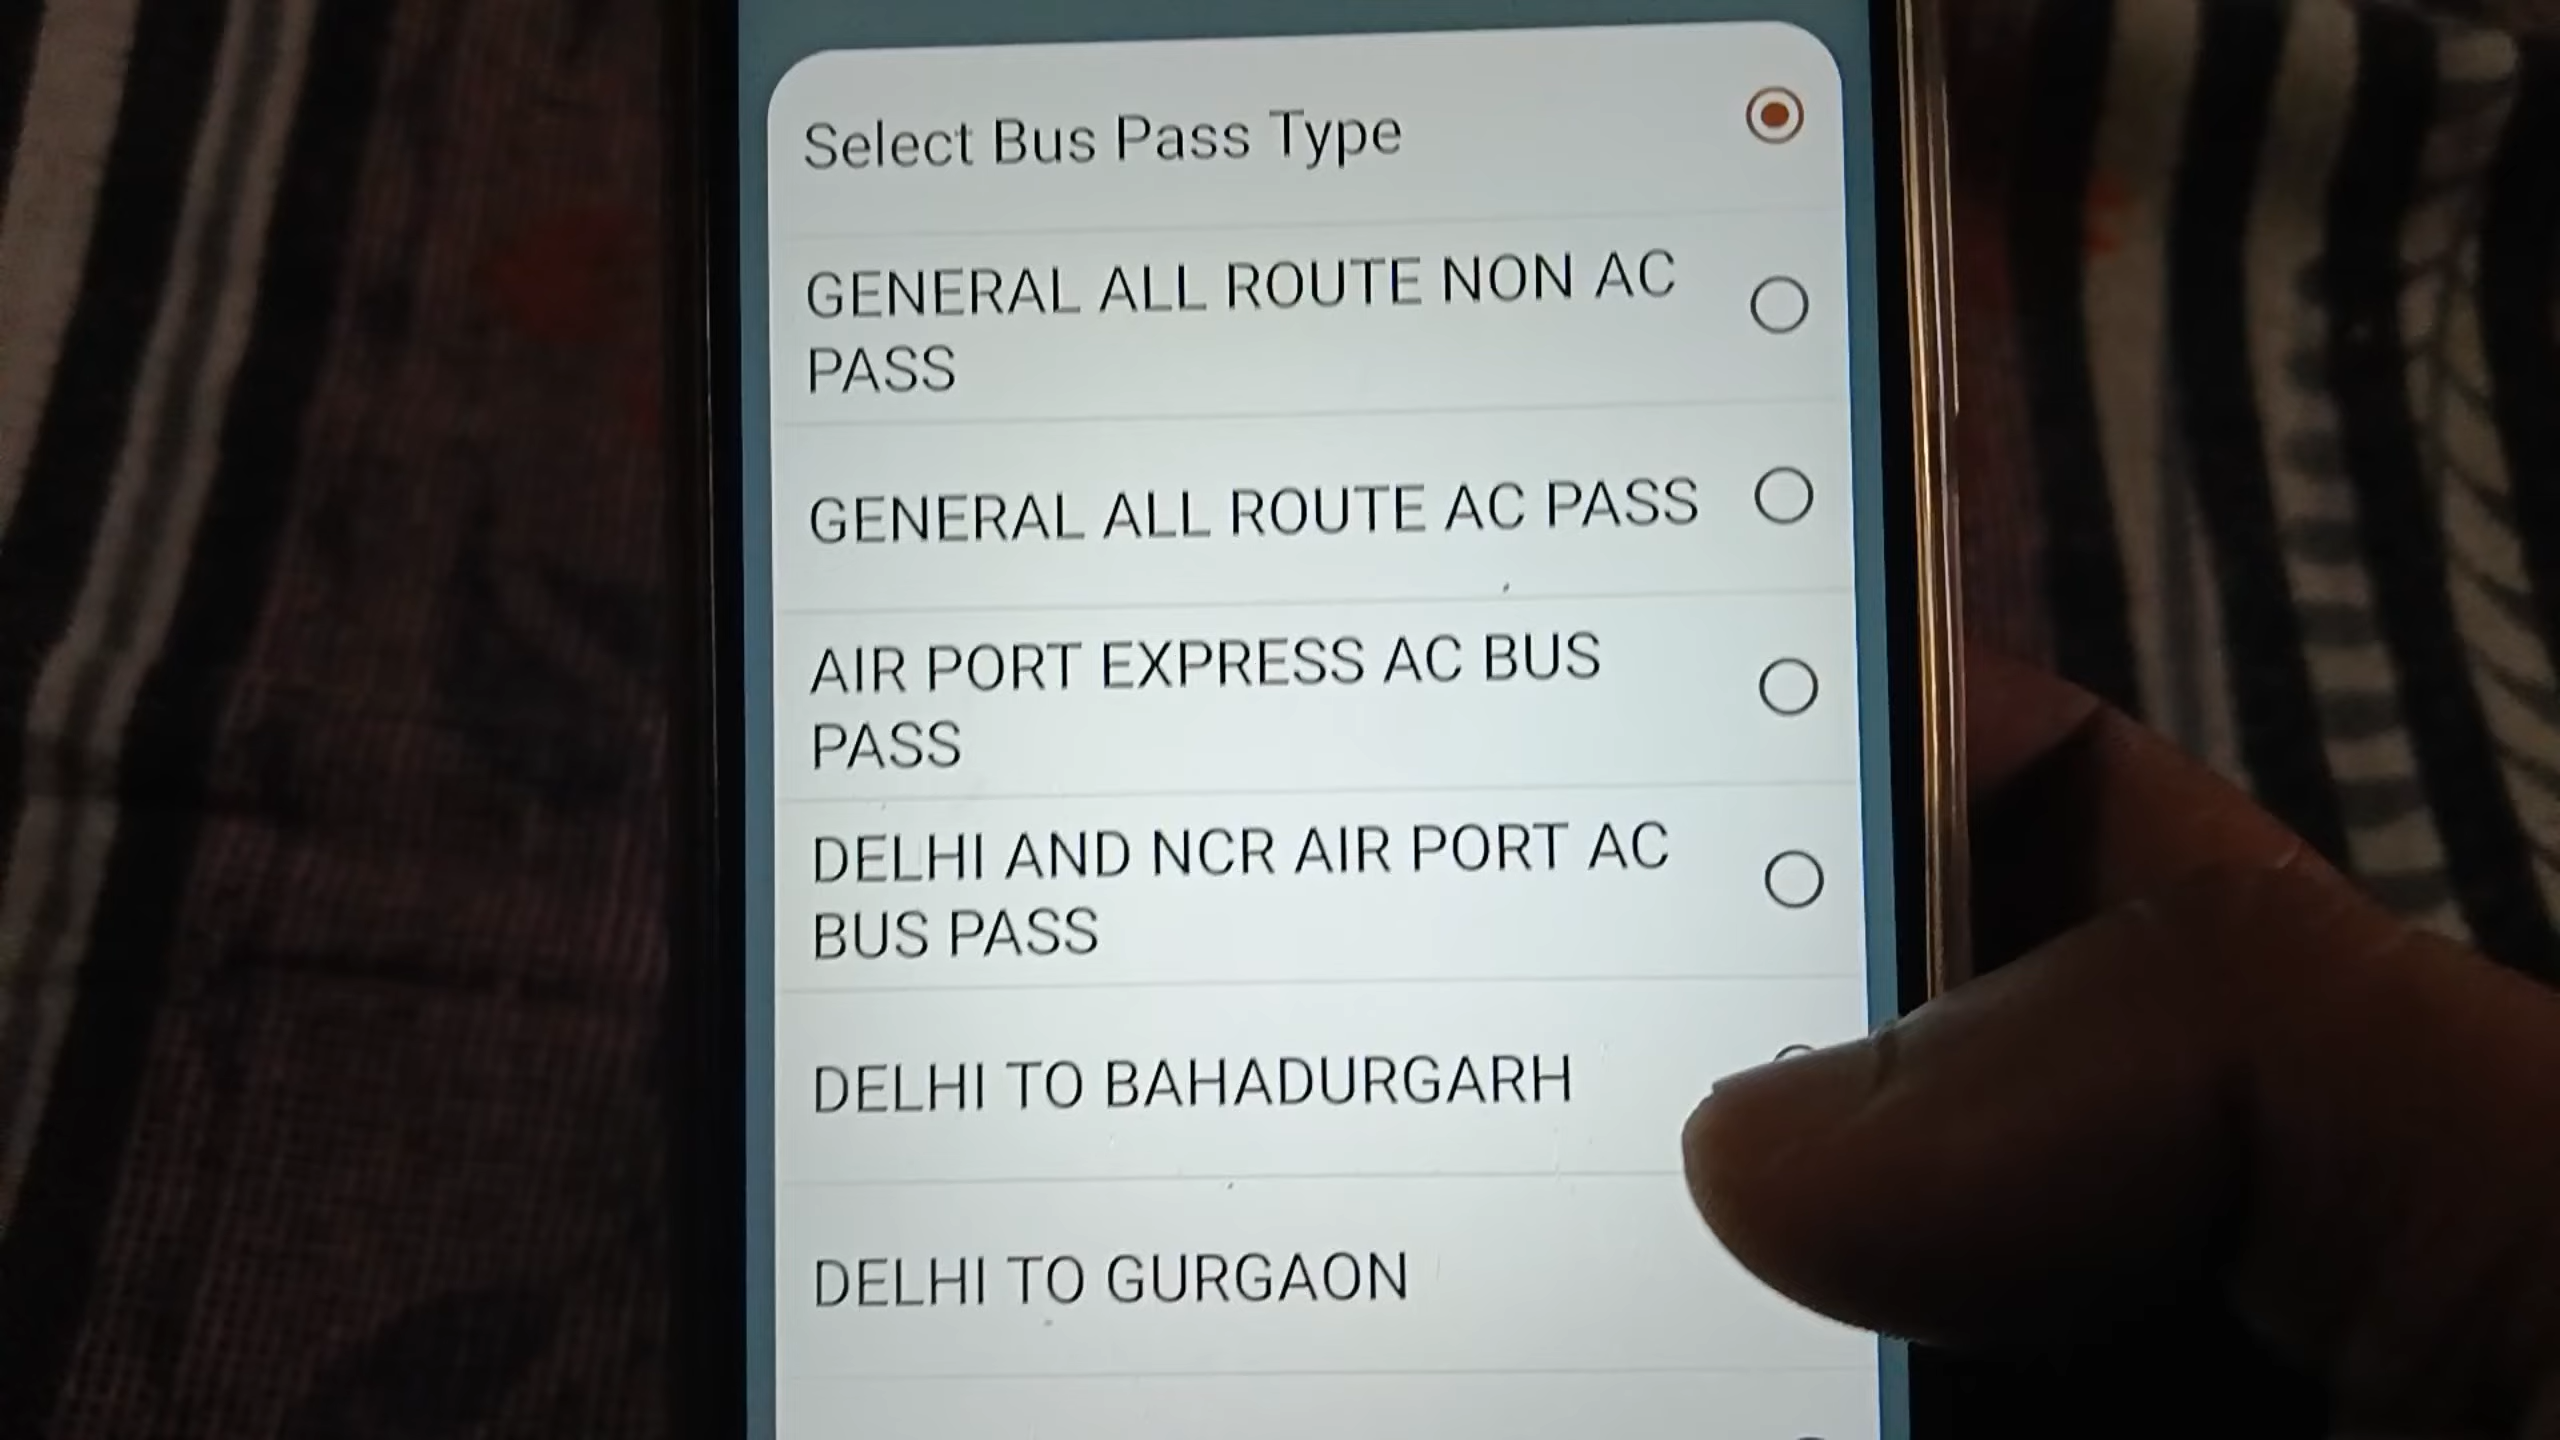 Select Bus Pass Type
GENERAL ALL ROUTE NON AC
PASS
GENERAL ALL ROUTE AC PASS
AIR PORT EXPRESS AC BUS
PASS
DELHI AND NCR AIR PORT AC
BUS PASS
DELHI TO BAHADURGARH
DELHI TO GURGAON